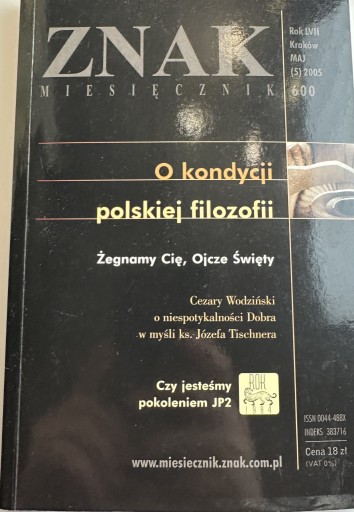 ZNAK
MIESIĘCZNIK
Rok LVII
Kraków
MAJ
(5) 2005
600
O kondycji
polskiej filozofii
Żegnamy Cię, Ojcze Święty
Cezary Wodziński
o niespotykalności Dobra
w myśli ks. Józefa Tischnera
Czy jesteśmy
pokoleniem JP2
ROK
1584
ISSN 0044-488X
INDEKS 383716
Cena 18 zł
(VAT 0%)
www.miesiecznik.znak.com.pl